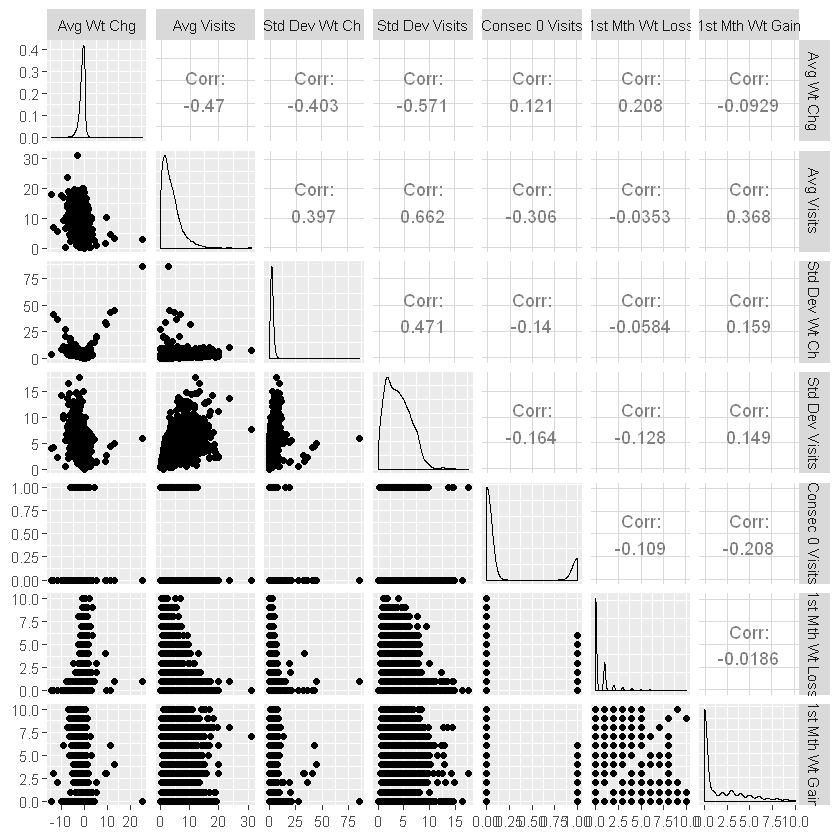 Avg Wt Chg Avg Visits Std Dev Wt Ch Std Dev Visits Consec 0 Visits 1st Mth Wt Loss 1st Mth Wt Gain
0.4
0.3
0.2
0.1
0.0
Corr: Corr: Corr: Corr: Corr: Corr:
-0.47 -0.403 -0.571 0.121 0.208 -0.0929
Avg Wt Chg
30
20
10
0
Corr: Corr: Corr: Corr: Corr:
0.397 0.662 -0.306 -0.0353 0.368
Avg Visits
75
50
25
0
Corr: Corr: Corr: Corr:
0.471 -0.14 -0.0584 0.159
Std Dev Wt Ch
15
10
5
0
Corr: Corr: Corr:
-0.164 -0.128 0.149
Std Dev Visits
1.00
0.75
0.50
0.25
0.00
Corr: Corr:
-0.109 -0.208
Consec 0 Visits
10.0
7.5
5.0
2.5
0.0
Corr:
-0.0186
1st Mth Wt Loss
10.0
7.5
5.0
2.5
0.0
1st Mth Wt Gain
-10 0 10 20 0 10 20 30 0 25 50 75 0 5 10 15 0.00 0.25 0.50 0.75 1.00 0.0 2.5 5.0 7.5 10.0 0.0 2.5 5.0 7.5 10.0